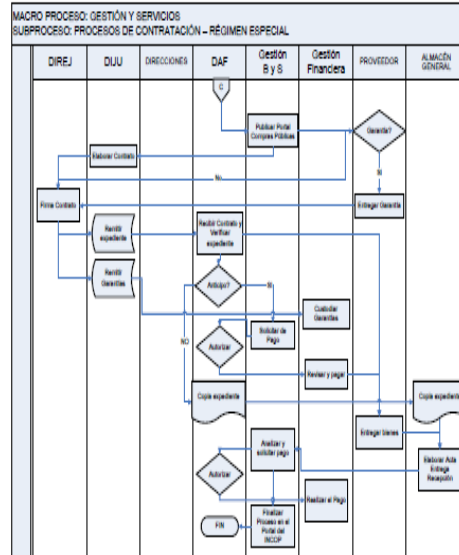 MACRO PROCESO: GESTIÓN Y SERVICIOS
SUBPROCESO: PROCESOS DE CONTRATACIÓN – RÉGIMEN ESPECIAL
DIREJ
DIJU
DIRECCIONES
DAF
Gestión
B y S
Gestión
Financiera
PROVEEDOR
ALMACÉN
GENERAL
C
Publicar Portal
Compras Públicas
Garantía?
Elaborar Contrato
No
SI
Firma Contrato
Entregar Garantía
Remitir
expediente
Recibir Contrato y
Verificar
expediente
Remitir
Garantías
Anticipo?
SI
Custodiar
Garantías
Solicitar de
Pago
Autorizar
NO
Revisar y pagar
Copia expediente
Copia expediente
Entregar bienes
Analizar y
solicitar pago
Elaborar Acta
Entrega
Recepción
Autorizar
Realizar el Pago
FIN
Finalizar
Proceso en el
Portal del
INCOP